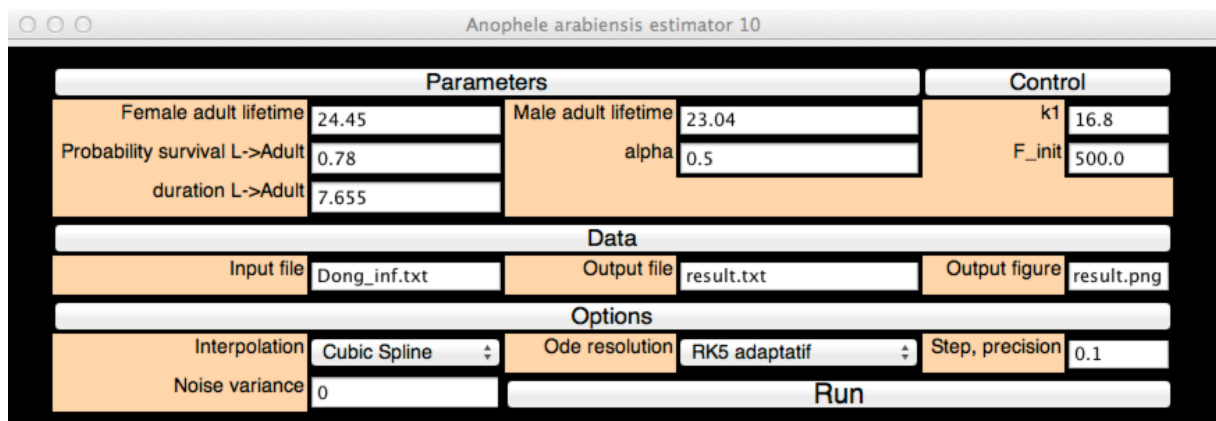 Anophele arabiensis estimator 10
Parameters Control
Female adult lifetime 24.45 Male adult lifetime 23.04 k1 16.8
Probability survival L->Adult 0.78 alpha 0.5 F_init 500.0
duration L->Adult 7.655
Data
Input file Dong_inf.txt Output file result.txt Output figure result.png
Options
Interpolation Cubic Spline Ode resolution RK5 adaptatif Step, precision 0.1
Noise variance 0 Run